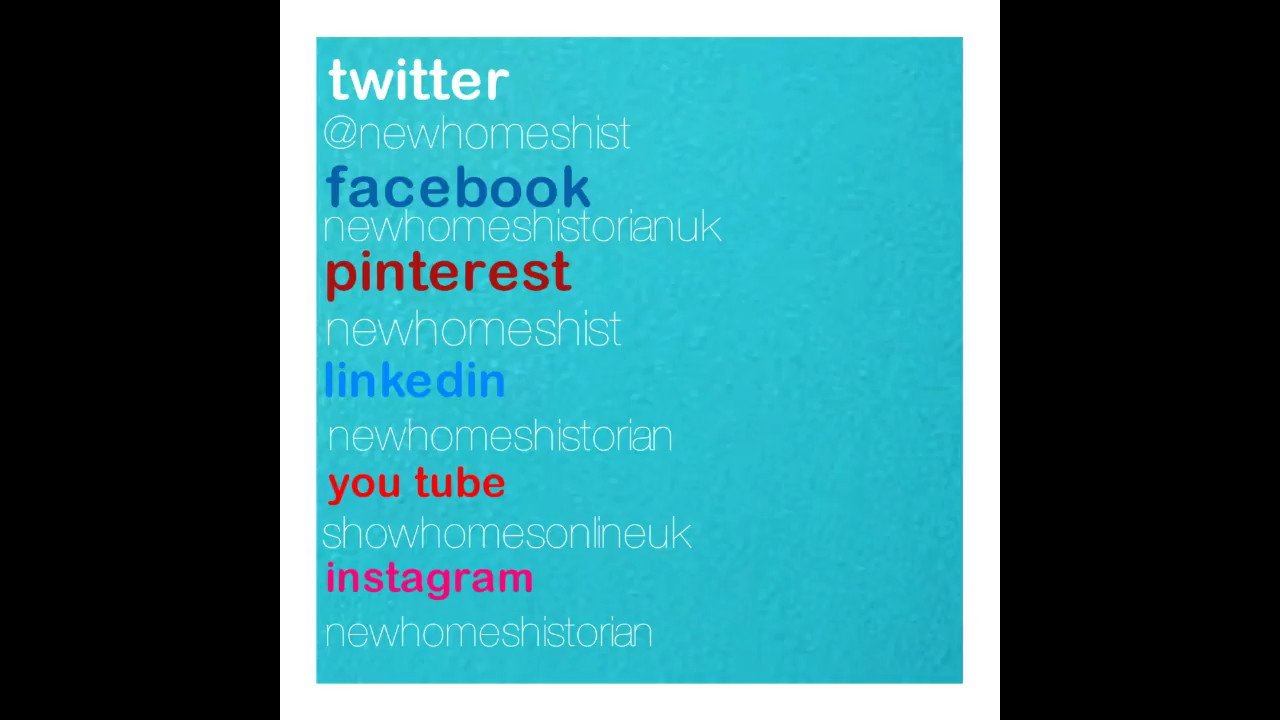 twitter
@newhomeshist
facebook
newhomeshistorianuk
pinterest
newhomeshist
linkedin
newhomeshistorian
you tube
showhomesonlineuk
instagram
newhomeshistorian